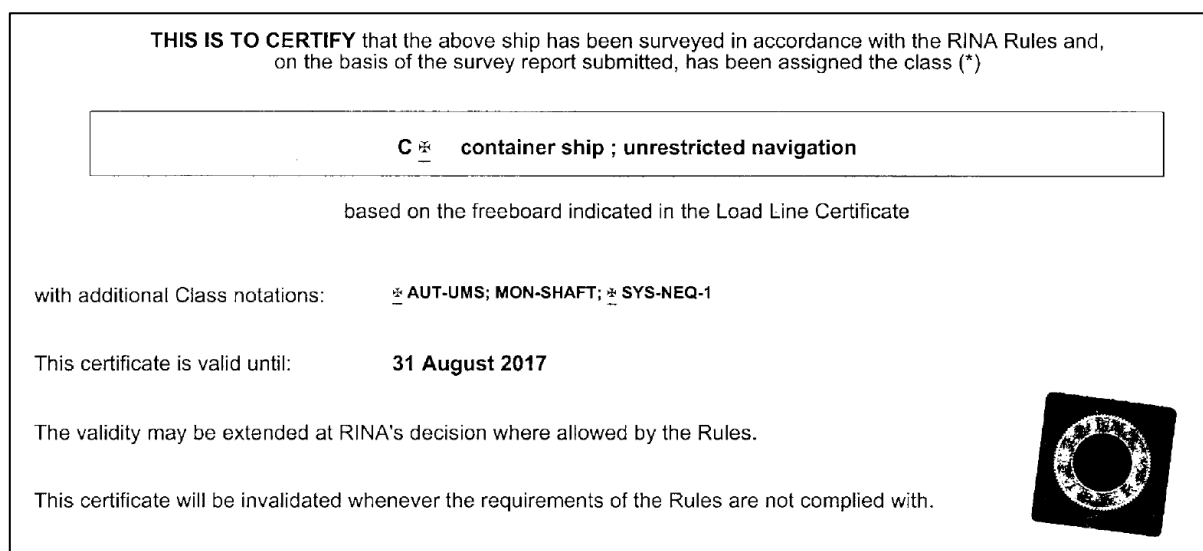 THIS IS TO CERTIFY that the above ship has been surveyed in accordance with the RINA Rules and,
on the basis of the survey report submitted, has been assigned the class (*)
C ✠ container ship ; unrestricted navigation
based on the freeboard indicated in the Load Line Certificate
with additional Class notations: ✠ AUT-UMS; MON-SHAFT; ✠ SYS-NEQ-1
This certificate is valid until: 31 August 2017
The validity may be extended at RINA's decision where allowed by the Rules.
This certificate will be invalidated whenever the requirements of the Rules are not complied with.